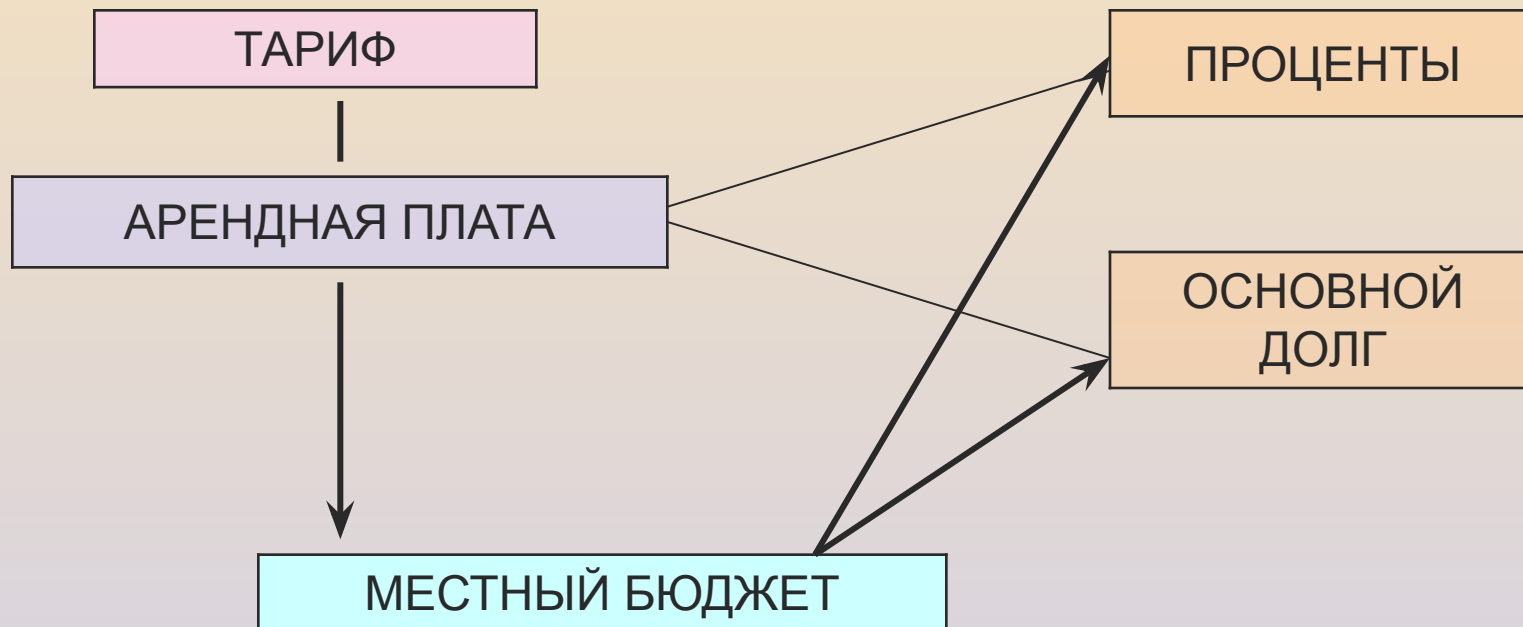 ТАРИФ
ПРОЦЕНТЫ
АРЕНДНАЯ ПЛАТА
ОСНОВНОЙ
ДОЛГ
МЕСТНЫЙ БЮДЖЕТ